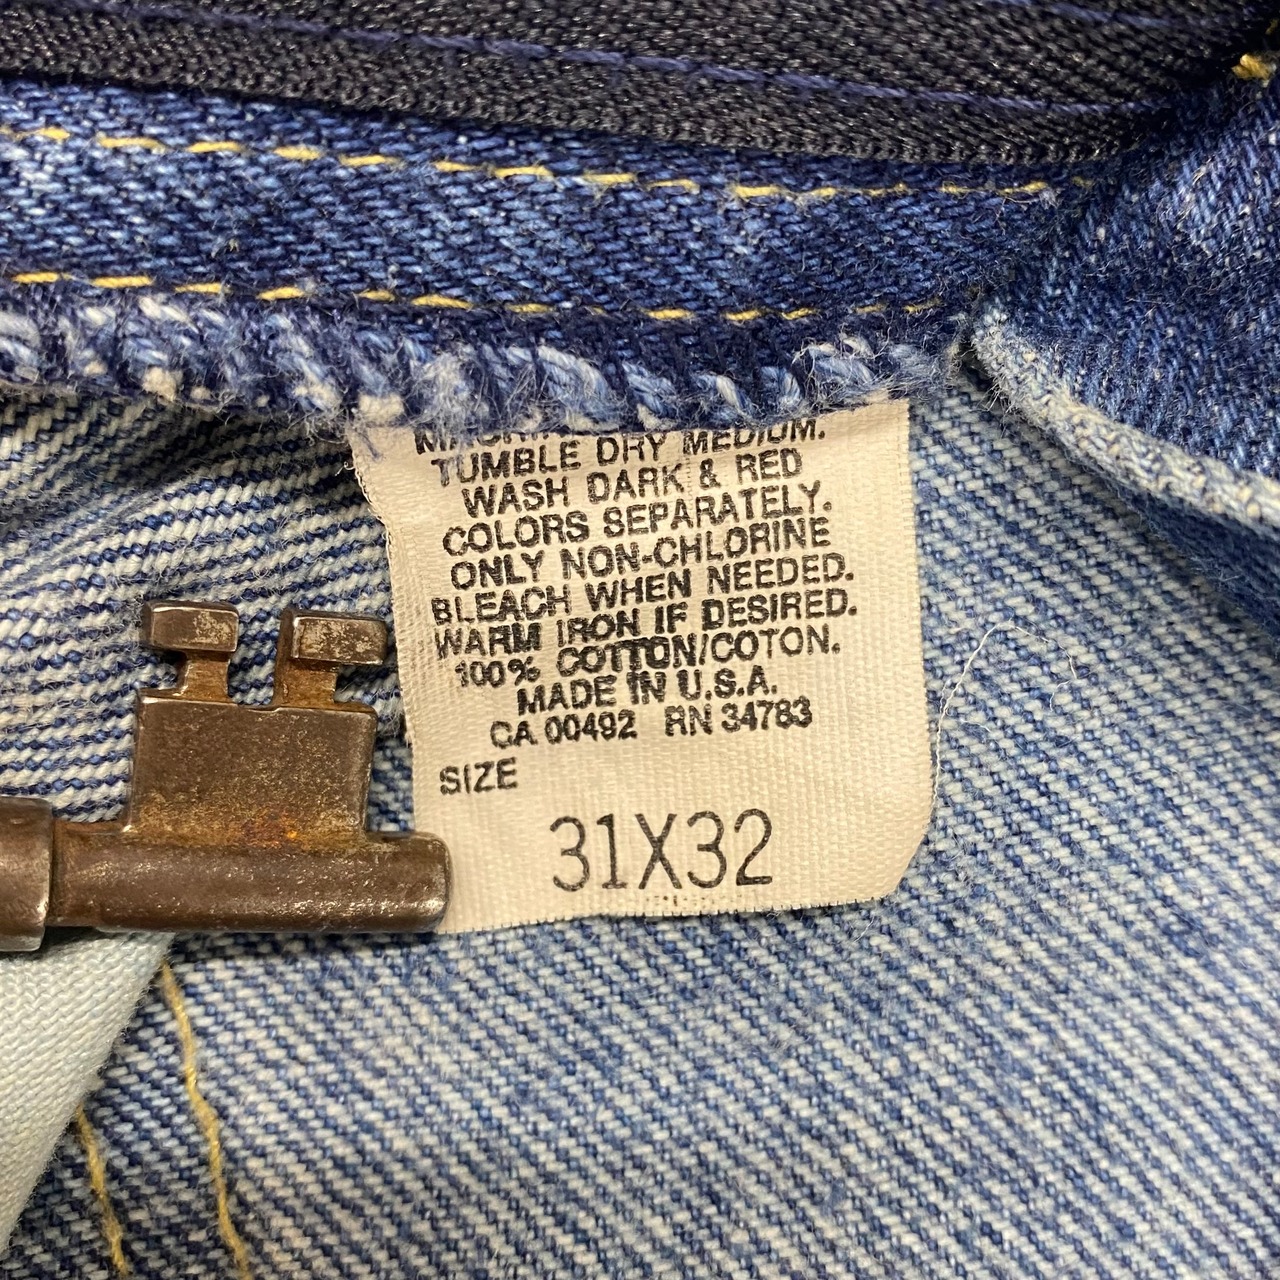 TUMBLE DRY MEDIUM.
WASH DARK & RED
COLORS SEPARATELY.
ONLY NON-CHLORINE
BLEACH WHEN NEEDED.
WARM IRON IF DESIRED.
100% COTTON/COTON.
MADE IN U.S.A.
CA 00492 RN 34783
SIZE
31X32